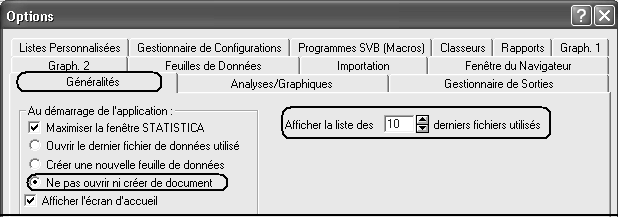 Options
Listes Personnalisées Gestionnaire de Configurations Programmes SVB (Macros) Classeurs Rapports Graph. 1
Graph. 2 Feuilles de Données Importation Fenêtre du Navigateur
Généralités Analyses/Graphiques Gestionnaire de Sorties
Au démarrage de l'application :
Maximiser la fenêtre STATISTICA
Ouvrir le dernier fichier de données utilisé
Créer une nouvelle feuille de données
Ne pas ouvrir ni créer de document
Afficher l'écran d'accueil
Afficher la liste des 10 derniers fichiers utilisés